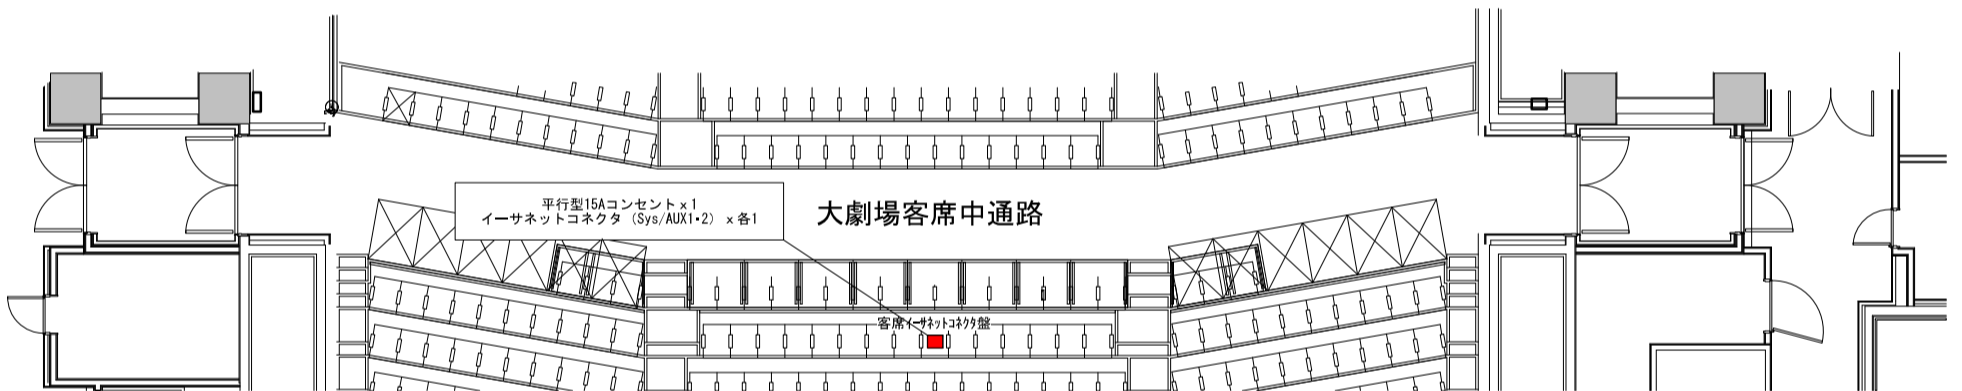 平行型15Aコンセント×1
イーサネットコネクタ（Sys/AUX1・2）×各1
大劇場客席中通路
客席イーサネットコネクタ盤